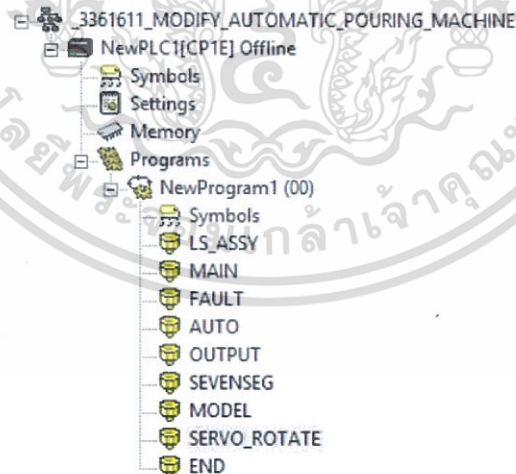 _3361611_MODIFY_AUTOMATIC_POURING_MACHINE
NewPLC1[CP1E] Offline
Symbols
Settings
Memory
Programs
NewProgram1 (00)
Symbols
LS_ASSY
MAIN
FAULT
AUTO
OUTPUT
SEVENSEG
MODEL
SERVO_ROTATE
END